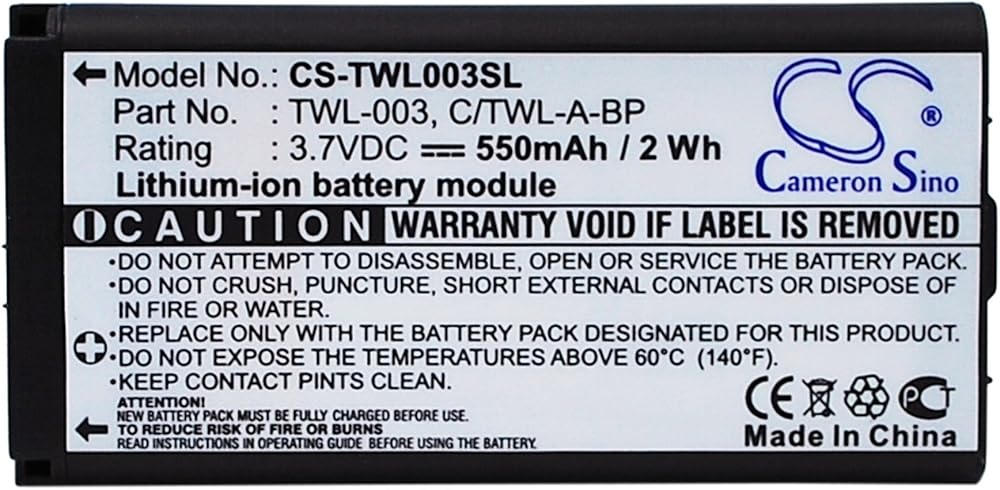 Model No.: CS-TWL003SL
Part No. : TWL-003, C/TWL-A-BP
Rating : 3.7VDC 550mAh / 2 Wh
Lithium-ion battery module
CS ®
Cameron Sino
CAUTION WARRANTY VOID IF LABEL IS REMOVED
•DO NOT ATTEMPT TO DISASSEMBLE, OPEN OR SERVICE THE BATTERY PACK.
•DO NOT CRUSH, PUNCTURE, SHORT EXTERNAL CONTACTS OR DISPOSE OF
IN FIRE OR WATER.
•REPLACE ONLY WITH THE BATTERY PACK DESIGNATED FOR THIS PRODUCT.
•DO NOT EXPOSE THE TEMPERATURES ABOVE 60°C (140°F).
•KEEP CONTACT PINTS CLEAN.
ATTENTION!
NEW BATTERY PACK MUST BE FULLY CHARGED BEFORE USE.
TO REDUCE RISK OF FIRE OR BURNS
READ INSTRUCTIONS IN OPERATING GUIDE BEFORE USING THE BATTERY.
CE PCT
Made in China